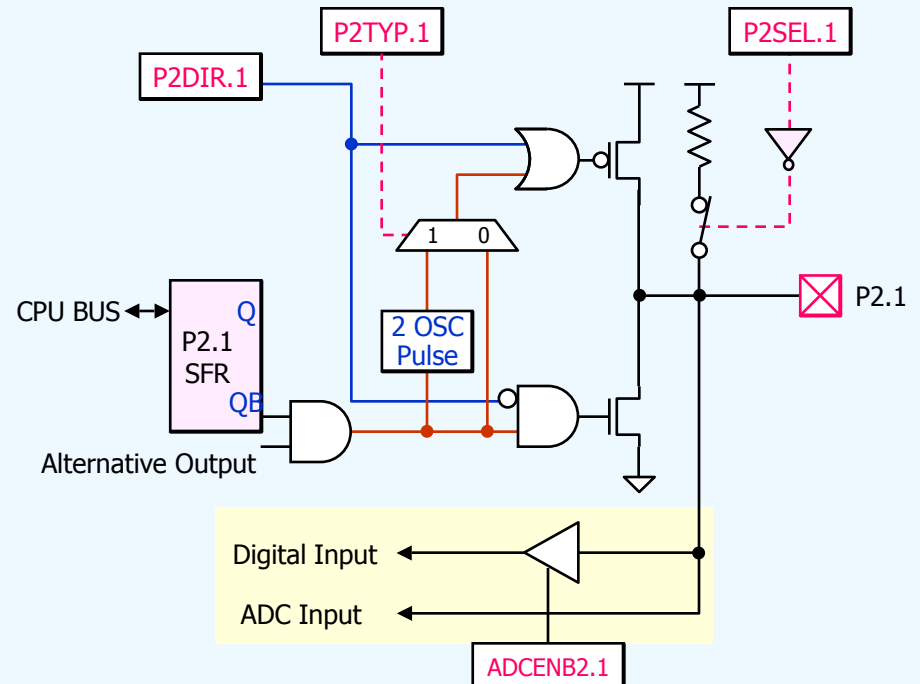 P2TYP.1
P2SEL.1
P2DIR.1
1 0
CPU BUS
Q
P2.1
SFR
QB
2 OSC
Pulse
P2.1
Alternative Output
Digital Input
ADC Input
ADCENB2.1